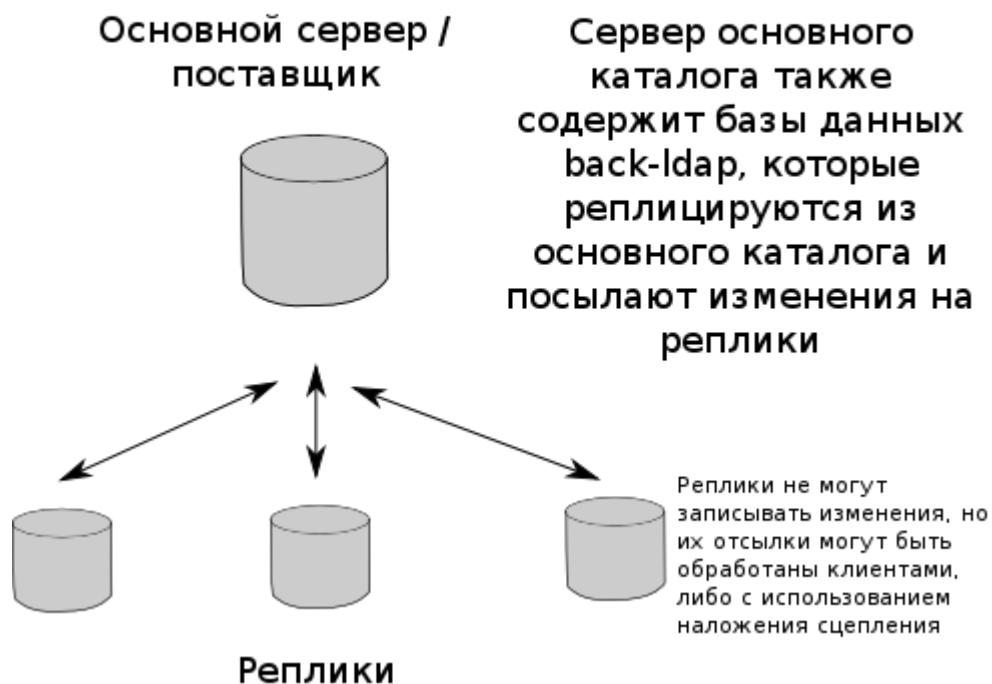 Основной сервер /
поставщик
Сервер основного
каталога также
содержит базы данных
back-ldap, которые
реплицируются из
основного каталога и
посылают изменения на
реплики
Реплики не могут
записывать изменения, но
их отсылки могут быть
обработаны клиентами,
либо с использованием
наложения сцепления
Реплики